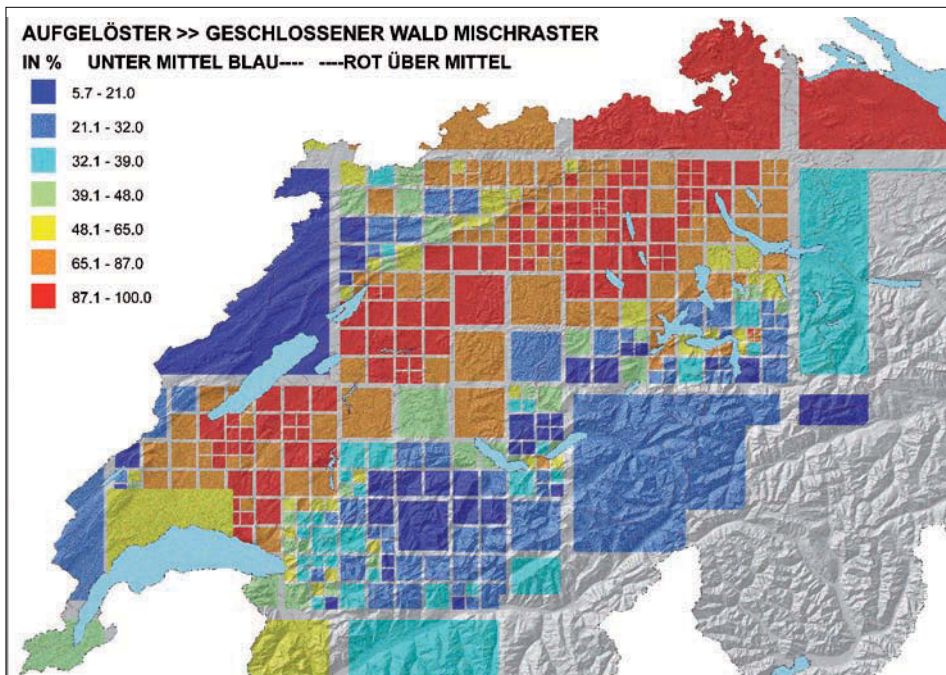 AUFGELÖSTER >> GESCHLOSSENER WALD MISCHRASTER
IN % UNTER MITTEL BLAU---- ----ROT ÜBER MITTEL
5.7 - 21.0
21.1 - 32.0
32.1 - 39.0
39.1 - 48.0
48.1 - 65.0
65.1 - 87.0
87.1 - 100.0